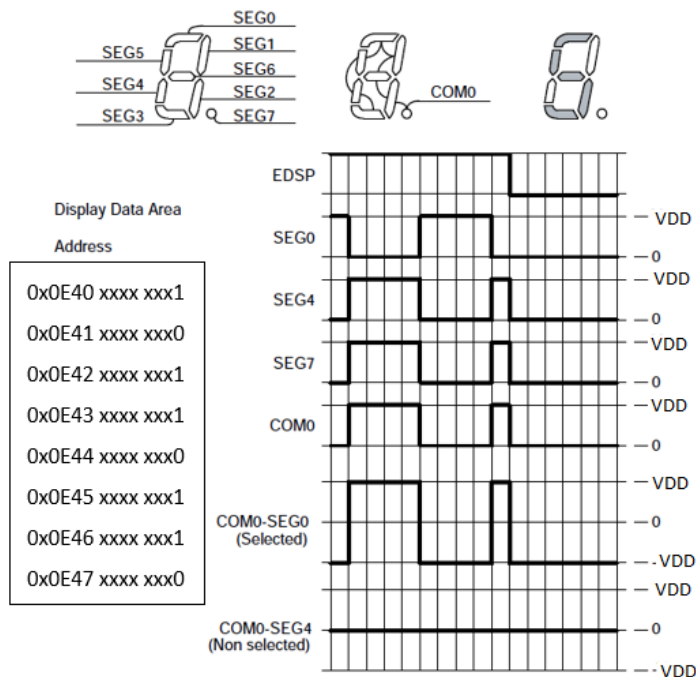 SEG0
SEG5
SEG1
SEG6
SEG4
SEG2
SEG3
SEG7
COM0
EDSP
Display Data Area
Address
0x0E40 xxxx xxx1
0x0E41 xxxx xxx0
0x0E42 xxxx xxx1
0x0E43 xxxx xxx1
0x0E44 xxxx xxx0
0x0E45 xxxx xxx1
0x0E46 xxxx xxx1
0x0E47 xxxx xxx0
SEG0
VDD
0
SEG4
VDD
0
SEG7
VDD
0
COM0
VDD
0
COM0-SEG0
(Selected)
VDD
0
- VDD
COM0-SEG4
(Non selected)
VDD
0
- VDD